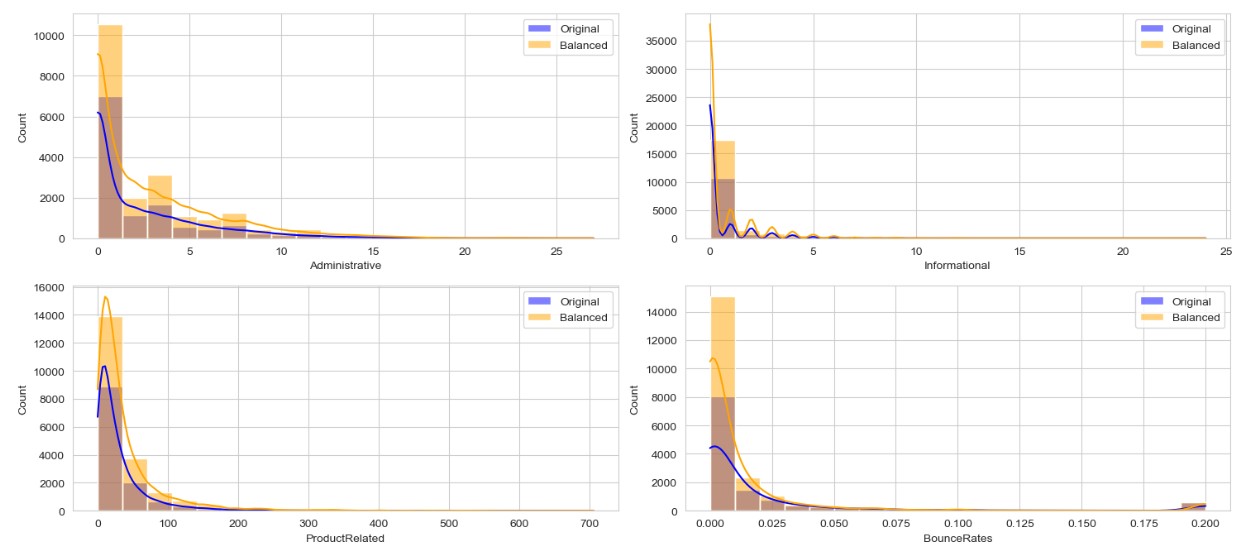 Count
10000
8000
6000
4000
2000
0
Original
Balanced
0 5 10 15 20 25
Administrative
Count
35000
30000
25000
20000
15000
10000
5000
0
Original
Balanced
0 5 10 15 20 25
Informational
Count
16000
14000
12000
10000
8000
6000
4000
2000
0
Original
Balanced
0 100 200 300 400 500 600 700
ProductRelated
Count
14000
12000
10000
8000
6000
4000
2000
0
Original
Balanced
0.000 0.025 0.050 0.075 0.100 0.125 0.150 0.175 0.200
BounceRates